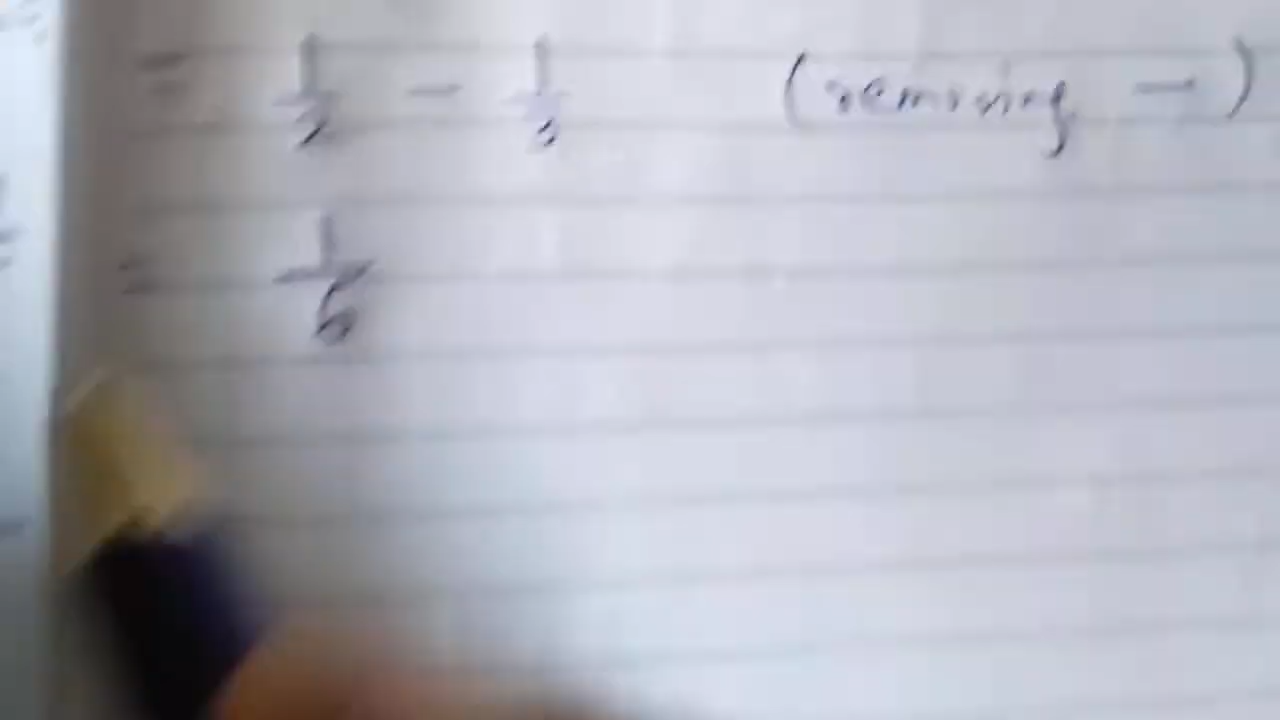 = 1/2 - 1/3 (removing —)
= 1/6